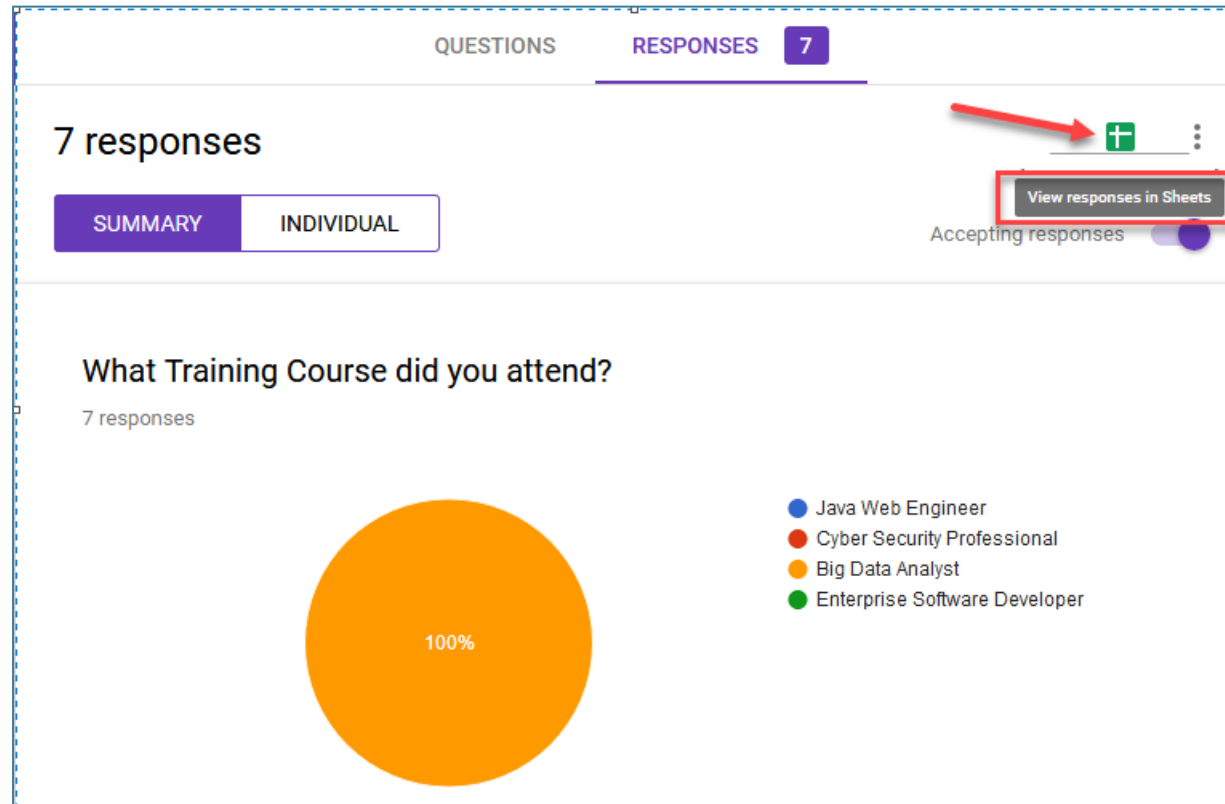 QUESTIONS RESPONSES 7
7 responses
View responses in Sheets
SUMMARY INDIVIDUAL
Accepting responses
What Training Course did you attend?
7 responses
Java Web Engineer
Cyber Security Professional
Big Data Analyst
Enterprise Software Developer
100%